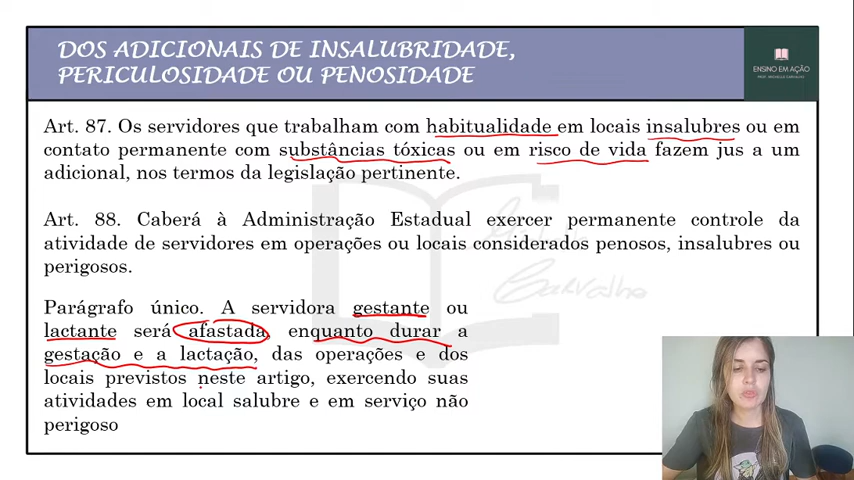 DOS ADICIONAIS DE INSALUBRIDADE,
PERICULOSIDADE OU PENOSIDADE
ENSINO EM AÇÃO
Art. 87. Os servidores que trabalham com habitualidade em locais insalubres ou em
contato permanente com substâncias tóxicas ou em risco de vida fazem jus a um
adicional, nos termos da legislação pertinente.
Art. 88. Caberá à Administração Estadual exercer permanente controle da
atividade de servidores em operações ou locais considerados penosos, insalubres ou
perigosos.
Carvalho
Parágrafo único. A servidora gestante ou
lactante será afastada, enquanto durar a
gestação e a lactação, das operações e dos
locais previstos neste artigo, exercendo suas
atividades em local salubre e em serviço não
perigoso